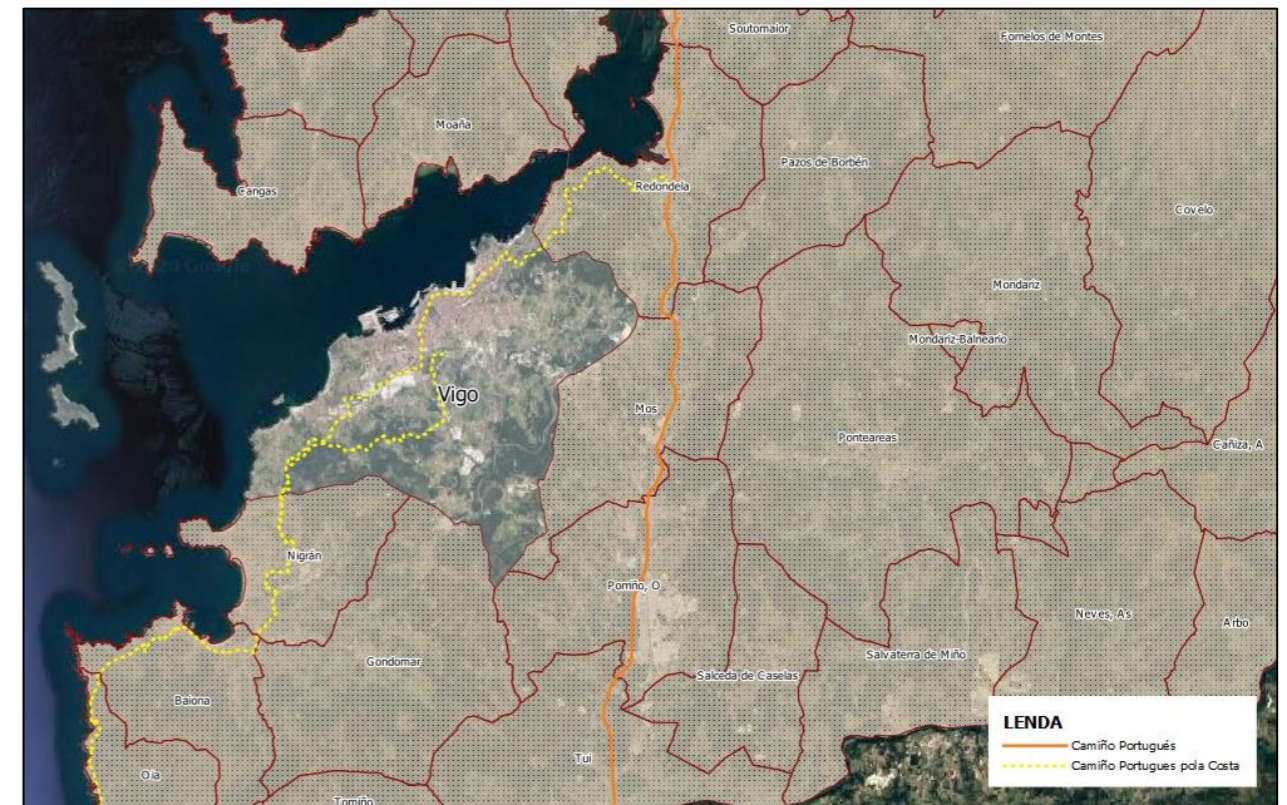 Soutomaior
Fornelos de Montes
Moaña
Pazos de Borbén
Redondela
Cangas
Covelo
Mondariz
Mondariz-Balneario
Vigo
Mos
Ponteareas
Cañiza, A
Nigrán
Porriño, O
Neves, As
Arbo
Gondomar
Salvaterra de Miño
Salceda de Caselas
Baiona
Tui
Oia
Tomiño
LENDA
Camiño Portugués
Camiño Portugues pola Costa